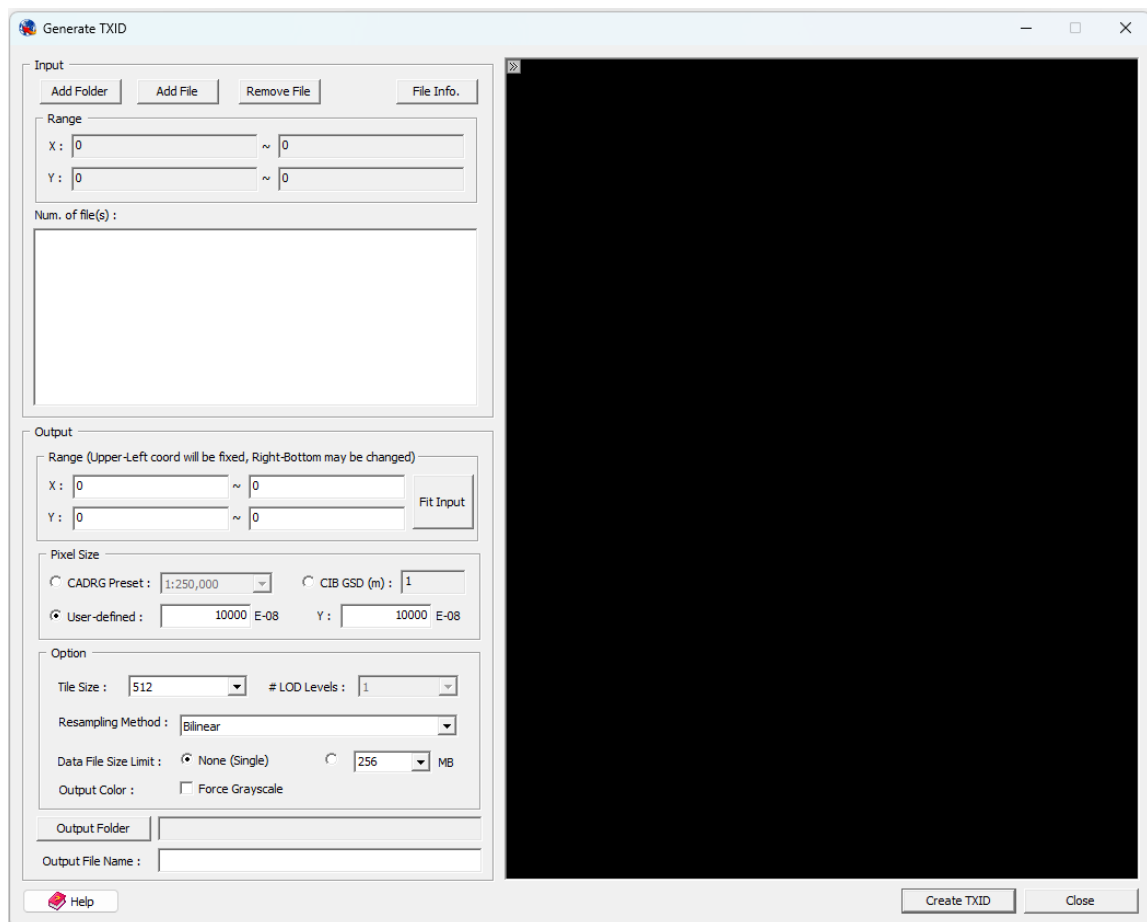 Generate TXID
Input
Add Folder Add File Remove File File Info.
Range
X : 0 ~ 0
Y : 0 ~ 0
Num. of file(s) :
Output
Range (Upper-Left coord will be fixed, Right-Bottom may be changed)
X : 0 ~ 0
Y : 0 ~ 0
Fit Input
Pixel Size
CADRG Preset : 1:250,000 CIB GSD (m) : 1
User-defined : 10000 E-08 Y : 10000 E-08
Option
Tile Size : 512 # LOD Levels : 1
Resampling Method : Bilinear
Data File Size Limit : None (Single) 256 MB
Output Color : Force Grayscale
Output Folder
Output File Name :
Help Create TXID Close